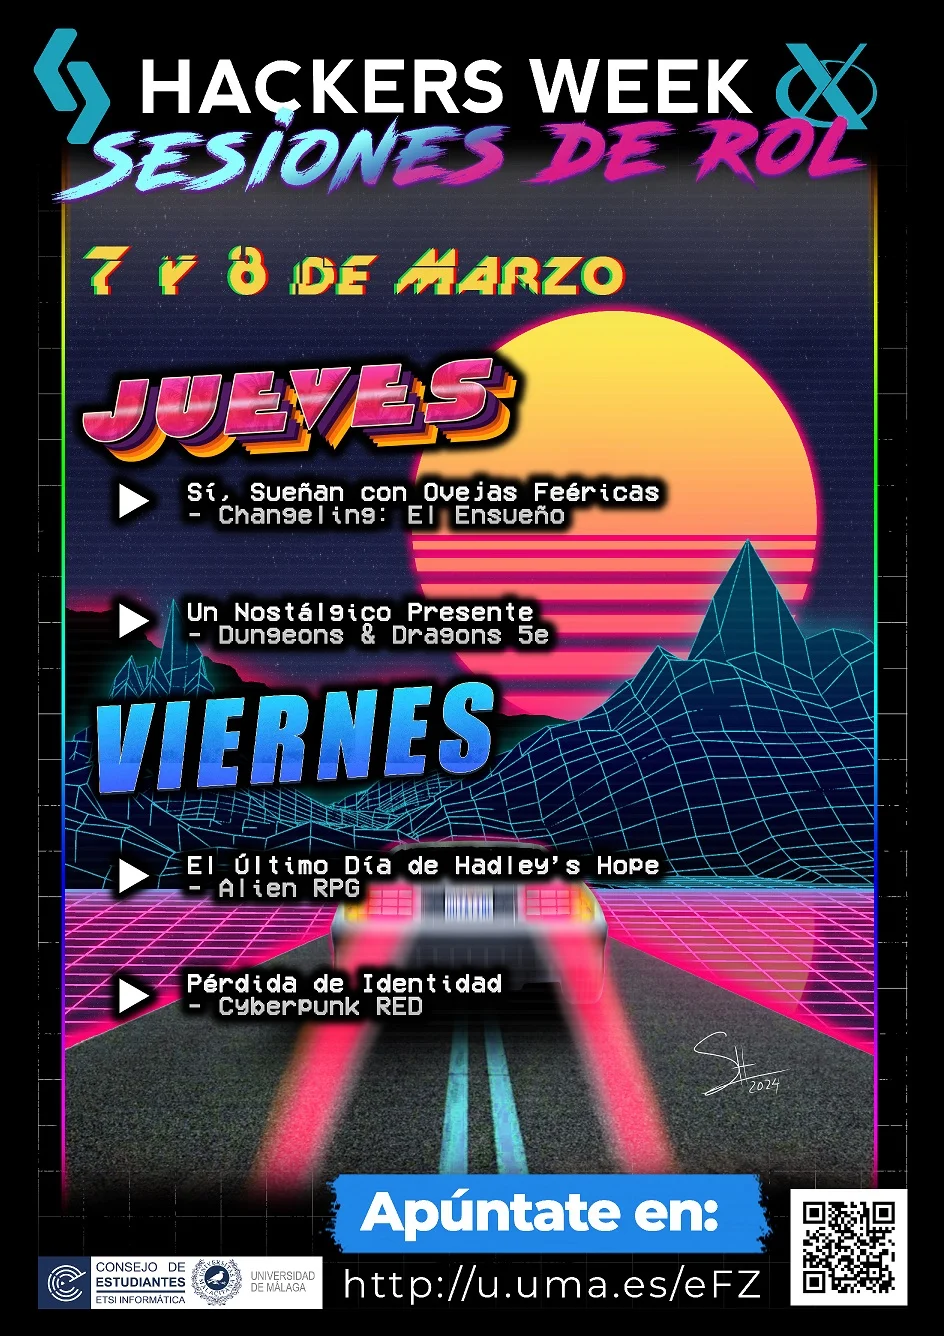 HACKERS WEEK X
SESIONES DE ROL
7 Y 8 DE MARZO
JUEVES
Sí, Sueñan con Ovejas Feéricas
- Changeling: El Ensueño
Un Nostálgico Presente
- Dungeons & Dragons 5e
VIERNES
El Último Día de Hadley's Hope
- Alien RPG
Pérdida de Identidad
- Cyberpunk RED
SH
2024
Apúntate en:
http://u.uma.es/eFZ
CONSEJO DE
ESTUDIANTES
ETSI INFORMÁTICA
UNIVERSIDAD
DE MÁLAGA